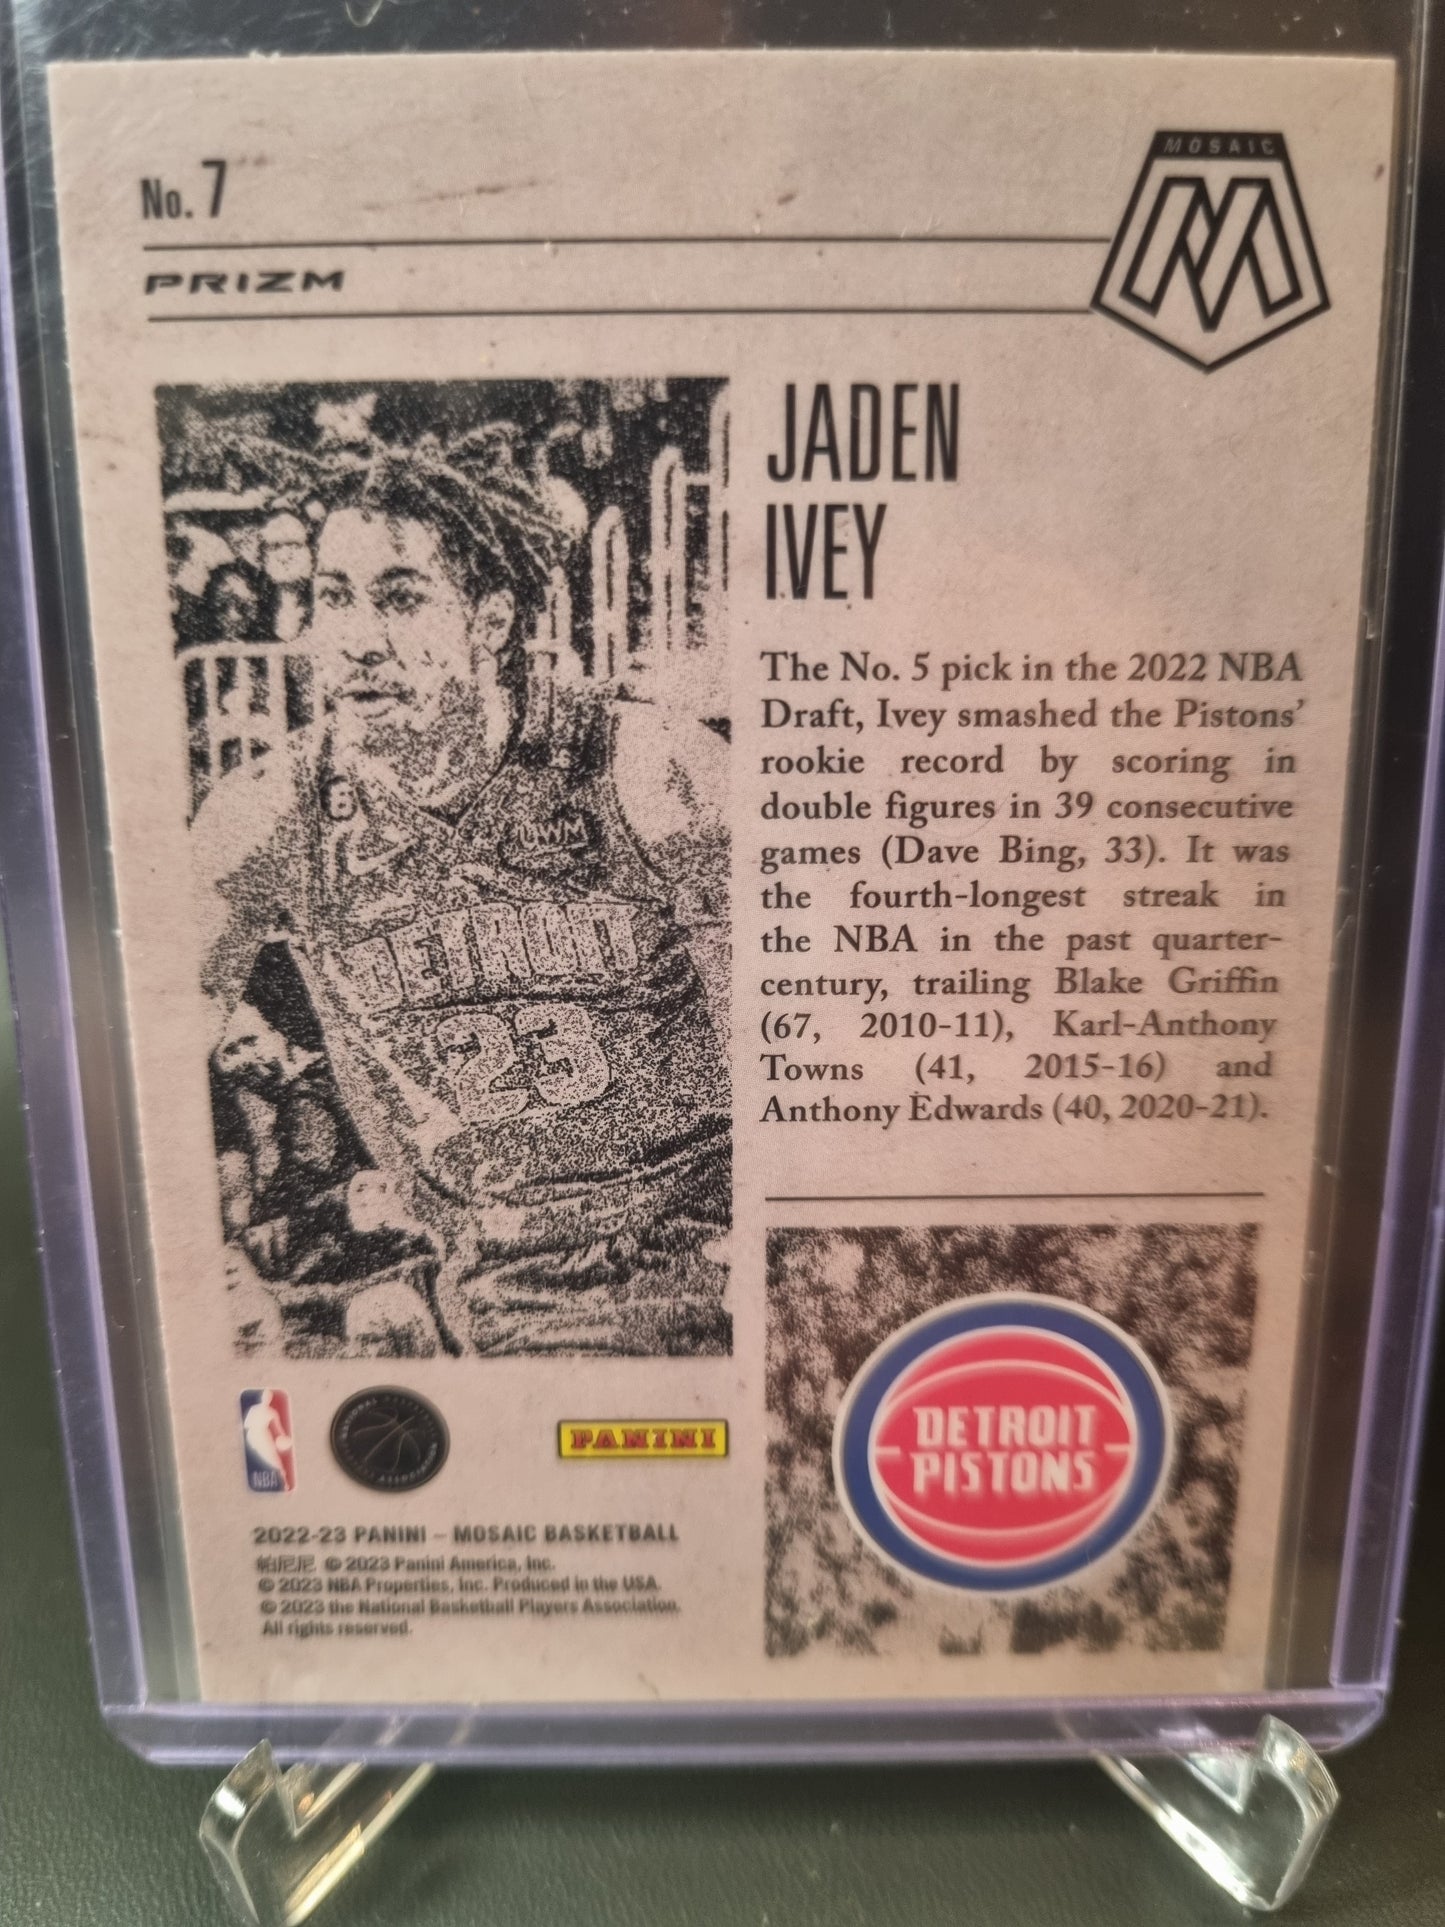 No. 7
MOSAIC
PRIZM
JADEN
IVEY
The No. 5 pick in the 2022 NBA
Draft, Ivey smashed the Pistons'
rookie record by scoring in
double figures in 39 consecutive
games (Dave Bing, 33). It was
the fourth-longest streak in
the NBA in the past quarter-
century, trailing Blake Griffin
(67, 2010-11), Karl-Anthony
Towns (41, 2015-16) and
Anthony Edwards (40, 2020-21).
6
UWM
DETROIT
23
DETROIT
PISTONS
NBA
NATIONAL BASKETBALL
PANINI
2022-23 PANINI – MOSAIC BASKETBALL
帕尼尼 © 2023 Panini America, Inc.
© 2023 NBA Properties, Inc. Produced in the USA.
© 2023 the National Basketball Players Association.
All rights reserved.